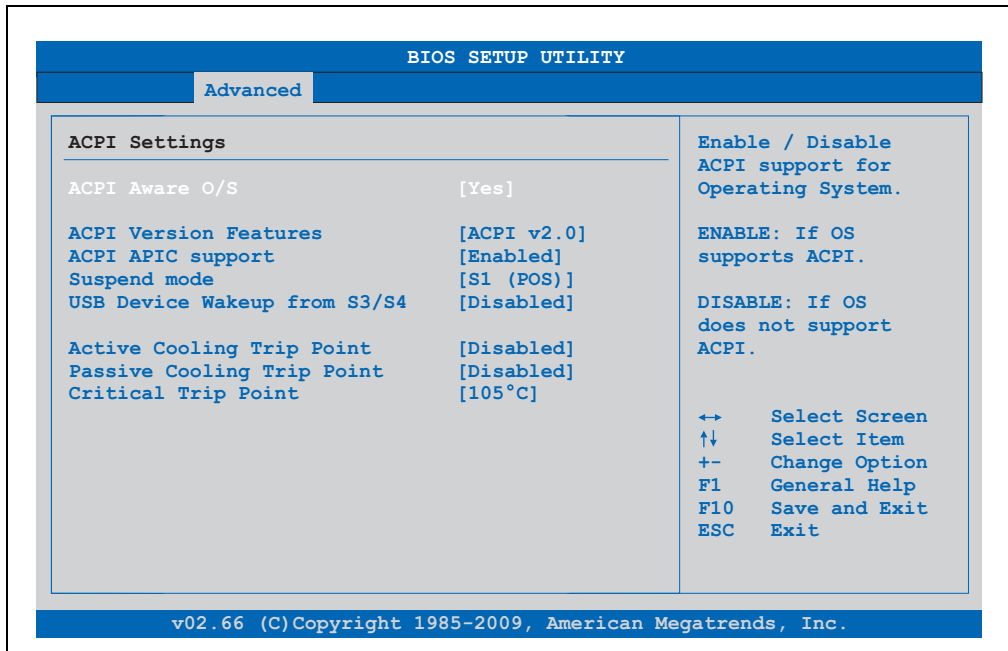 BIOS SETUP UTILITY
Advanced
ACPI Settings
ACPI Aware O/S [Yes]
ACPI Version Features [ACPI v2.0]
ACPI APIC support [Enabled]
Suspend mode [S1 (POS)]
USB Device Wakeup from S3/S4 [Disabled]
Active Cooling Trip Point [Disabled]
Passive Cooling Trip Point [Disabled]
Critical Trip Point [105°C]
Enable / Disable
ACPI support for
Operating System.
ENABLE: If OS
supports ACPI.
DISABLE: If OS
does not support
ACPI.
↔ Select Screen
↑↓ Select Item
+- Change Option
F1 General Help
F10 Save and Exit
ESC Exit
v02.66 (C)Copyright 1985-2009, American Megatrends, Inc.